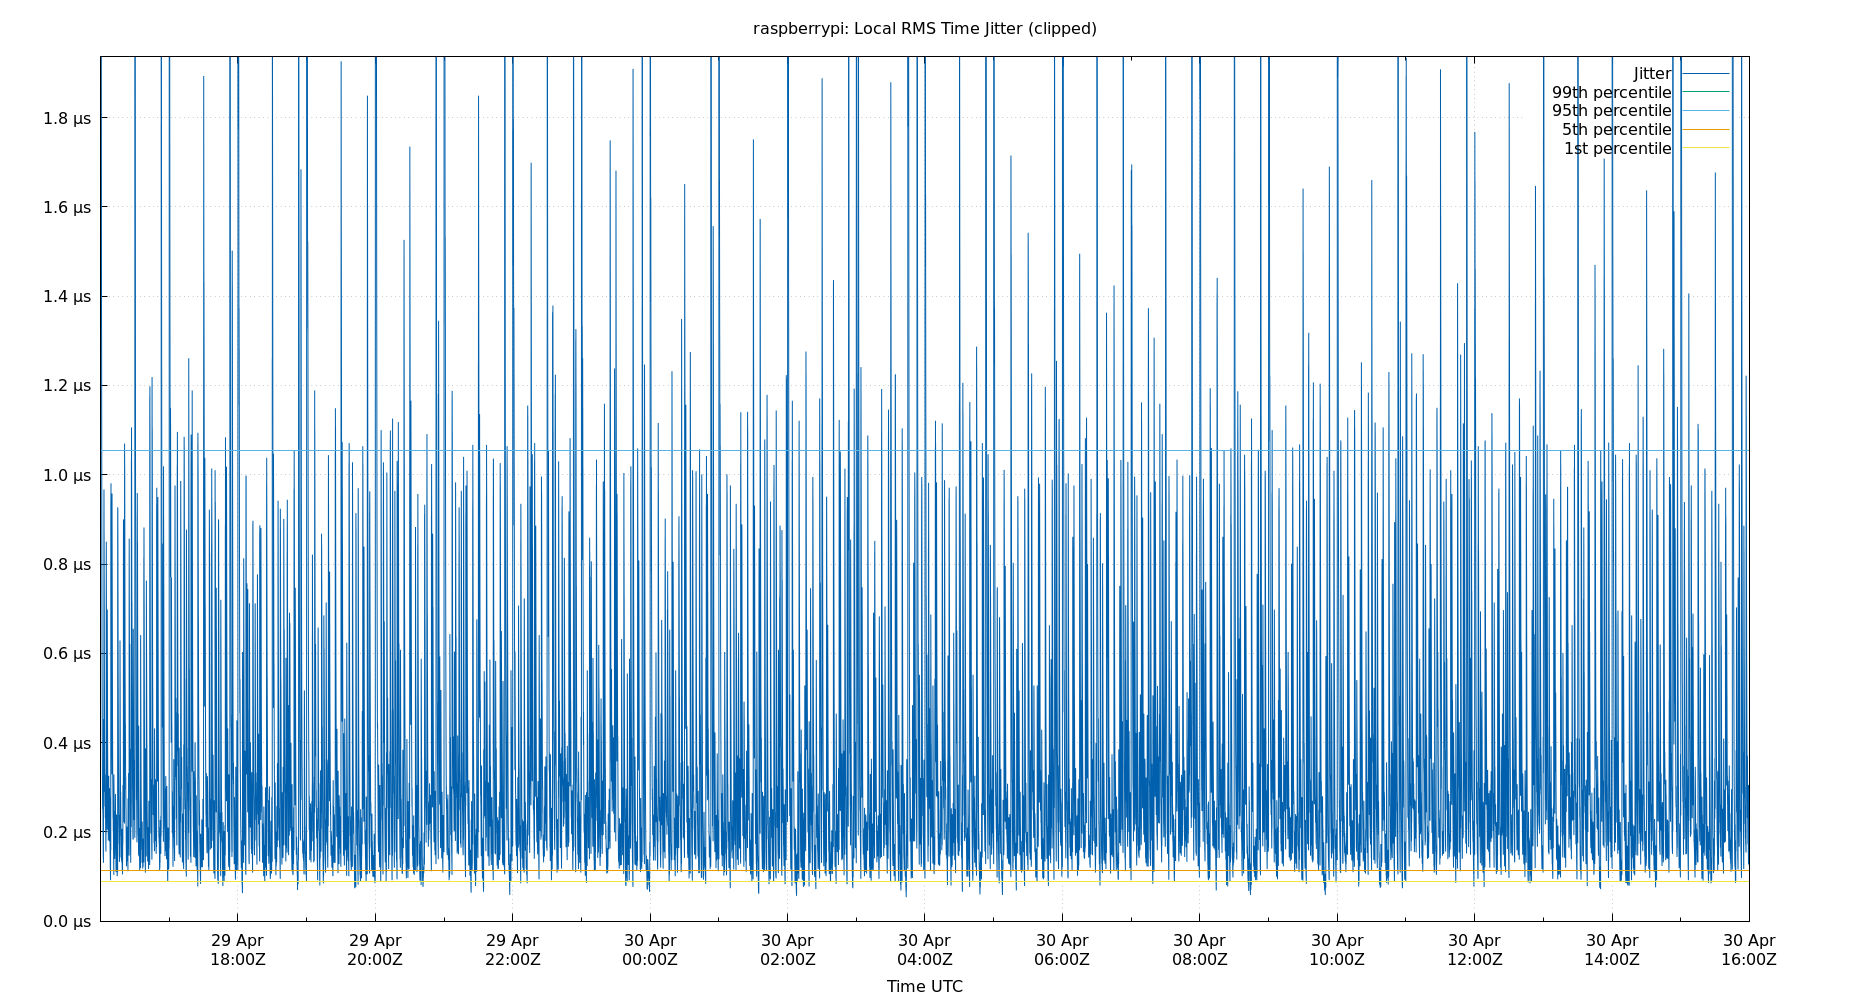 raspberrypi: Local RMS Time Jitter (clipped)
Jitter
99th percentile
95th percentile
5th percentile
1st percentile
1.8 µs
1.6 µs
1.4 µs
1.2 µs
1.0 µs
0.8 µs
0.6 µs
0.4 µs
0.2 µs
0.0 µs
29 Apr 29 Apr 29 Apr 30 Apr 30 Apr 30 Apr 30 Apr 30 Apr 30 Apr 30 Apr 30 Apr 30 Apr
18:00Z 20:00Z 22:00Z 00:00Z 02:00Z 04:00Z 06:00Z 08:00Z 10:00Z 12:00Z 14:00Z 16:00Z
Time UTC